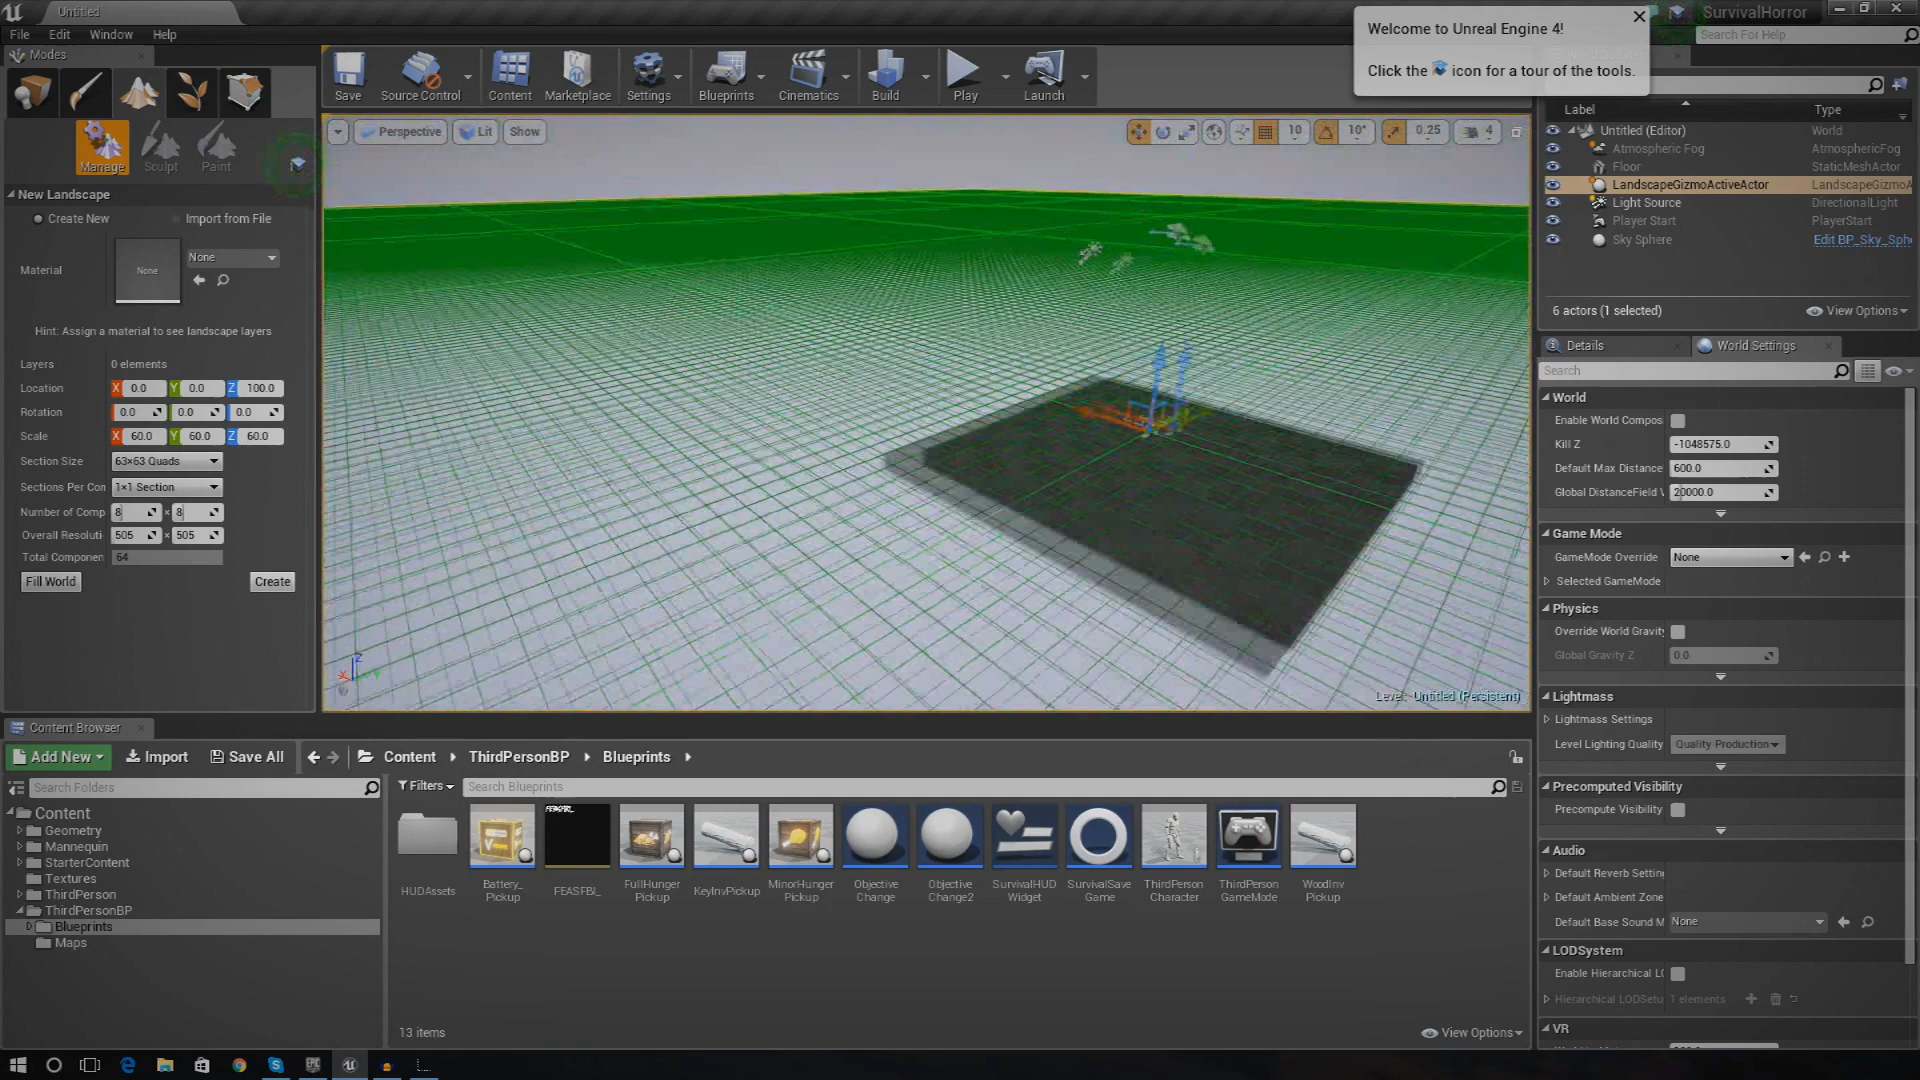 Untitled
SurvivalHorror
File Edit Window Help
Search For Help
Welcome to Unreal Engine 4!
Click the icon for a tour of the tools.
Modes
Save Source Control Content Marketplace Settings Blueprints Cinematics Build Play Launch
Manage Sculpt Paint
Perspective Lit Show
10 10° 0.25 4
New Landscape
Create New Import from File
Material None None
Hint: Assign a material to see landscape layers
Layers 0 elements
Location X 0.0 Y 0.0 Z 100.0
Rotation 0.0 0.0 0.0
Scale X 60.0 Y 60.0 Z 60.0
Section Size 63×63 Quads
Sections Per Con 1×1 Section
Number of Comp 8 × 8
Overall Resoluti 505 × 505
Total Componen 64
Fill World Create
Level: Untitled (Persistent)
Label Type
Untitled (Editor) World
Atmospheric Fog AtmosphericFog
Floor StaticMeshActor
LandscapeGizmoActiveActor LandscapeGizmoA
Light Source DirectionalLight
Player Start PlayerStart
Sky Sphere Edit BP_Sky_Sph
6 actors (1 selected) View Options
Details World Settings
Search
World
Enable World Compos
Kill Z -1048575.0
Default Max Distance 600.0
Global DistanceField V 20000.0
Game Mode
GameMode Override None
Selected GameMode
Physics
Override World Gravity
Global Gravity Z 0.0
Lightmass
Lightmass Settings
Level Lighting Quality Quality Production
Precomputed Visibility
Precompute Visibility
Audio
Default Reverb Settin
Default Ambient Zone
Default Base Sound M None
LODSystem
Enable Hierarchical LO
Hierarchical LODSetu 1 elements
VR
Content Browser
Add New Import Save All Content ThirdPersonBP Blueprints
Search Folders
Filters Search Blueprints
Content
Geometry
Mannequin
StarterContent
Textures
ThirdPerson
ThirdPersonBP
Blueprints
Maps
HUDAssets
Battery_
Pickup
FEASFBI_
FullHunger
Pickup
KeyInvPickup
MinorHunger
Pickup
Objective
Change
Objective
Change2
SurvivalHUD
Widget
SurvivalSave
Game
ThirdPerson
Character
ThirdPerson
GameMode
WoodInv
Pickup
13 items View Options